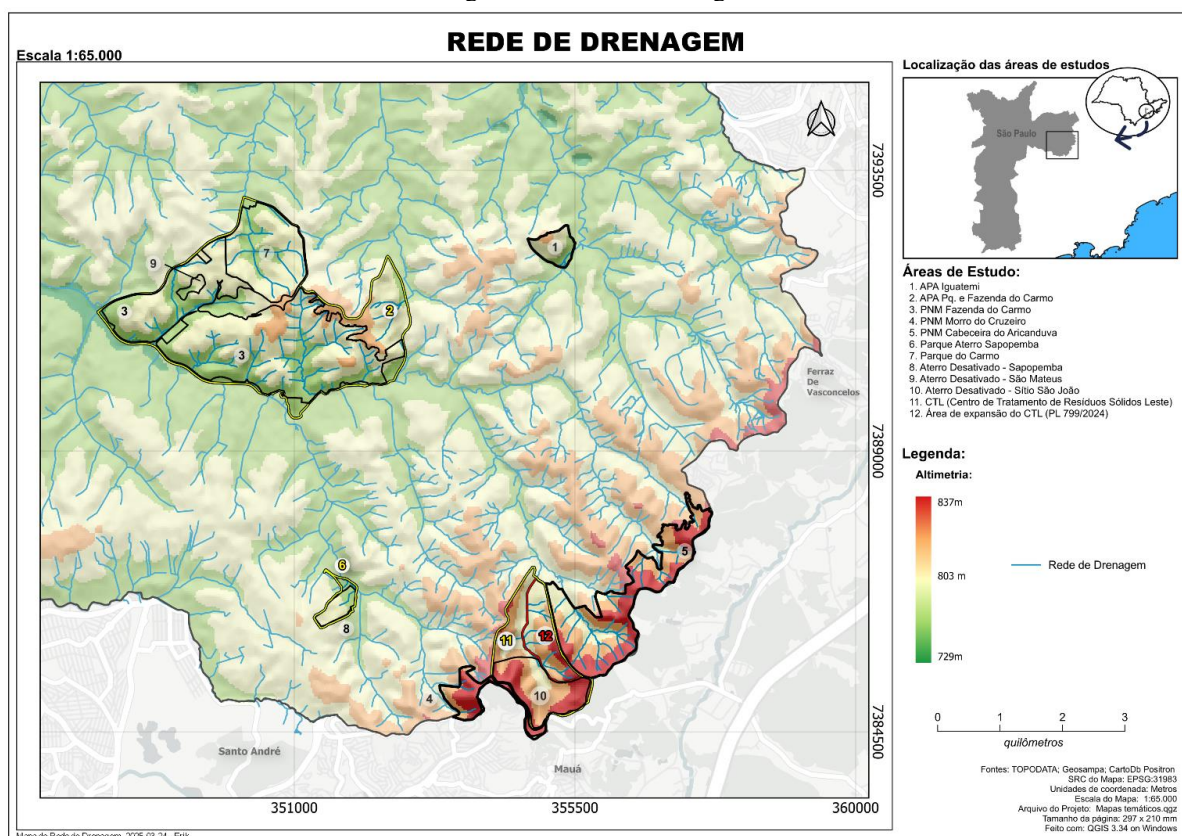 REDE DE DRENAGEM
Escala 1:65.000
7393500
7389000
7384500
351000
355500
360000
1
2
3
3
4
5
6
7
8
9
10
11
12
Ferraz
De
Vasconcelos
Santo André
Mauá
Localização das áreas de estudos
São Paulo
Áreas de Estudo:
1. APA Iguatemi
2. APA Pq. e Fazenda do Carmo
3. PNM Fazenda do Carmo
4. PNM Morro do Cruzeiro
5. PNM Cabeceira do Aricanduva
6. Parque Aterro Sapopemba
7. Parque do Carmo
8. Aterro Desativado - Sapopemba
9. Aterro Desativado - São Mateus
10. Aterro Desativado - Sítio São João
11. CTL (Centro de Tratamento de Resíduos Sólidos Leste)
12. Área de expansão do CTL (PL 799/2024)
Legenda:
Altimetria:
837m
803 m
729m
Rede de Drenagem
0 1 2 3
quilômetros
Fontes: TOPODATA; Geosampa; CartoDb Positron
SRC do Mapa: EPSG:31983
Unidades de coordenada: Metros
Escala do Mapa: 1:65.000
Arquivo do Projeto: Mapas temáticos.qgz
Tamanho da página: 297 x 210 mm
Feito com: QGIS 3.34 on Windows